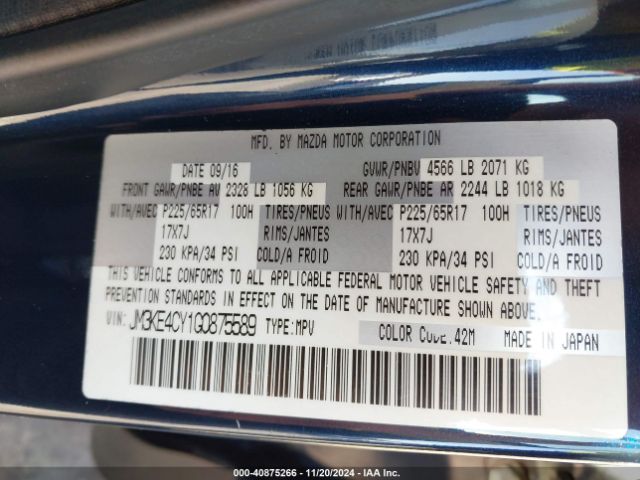 MFD. BY MAZDA MOTOR CORPORATION
DATE 09/16 GVWR/PNBV 4566 LB 2071 KG
FRONT GAWR/PNBE AV 2328 LB 1056 KG REAR GAWR/PNBE AR 2244 LB 1018 KG
WITH/AVEC P225/65R17 100H TIRES/PNEUS WITH/AVEC P225/65R17 100H TIRES/PNEUS
17X7J RIMS/JANTES 17X7J RIMS/JANTES
230 KPA/34 PSI COLD/A FROID 230 KPA/34 PSI COLD/A FROID
THIS VEHICLE CONFORMS TO ALL APPLICABLE FEDERAL MOTOR VEHICLE SAFETY AND THEFT
PREVENTION STANDARDS IN EFFECT ON THE DATE OF MANUFACTURE SHOWN ABOVE.
VIN: JM3KE4CY1G0875589 TYPE: MPV COLOR CODE: 42M MADE IN JAPAN
000-40875266 - 11/20/2024 - IAA Inc.